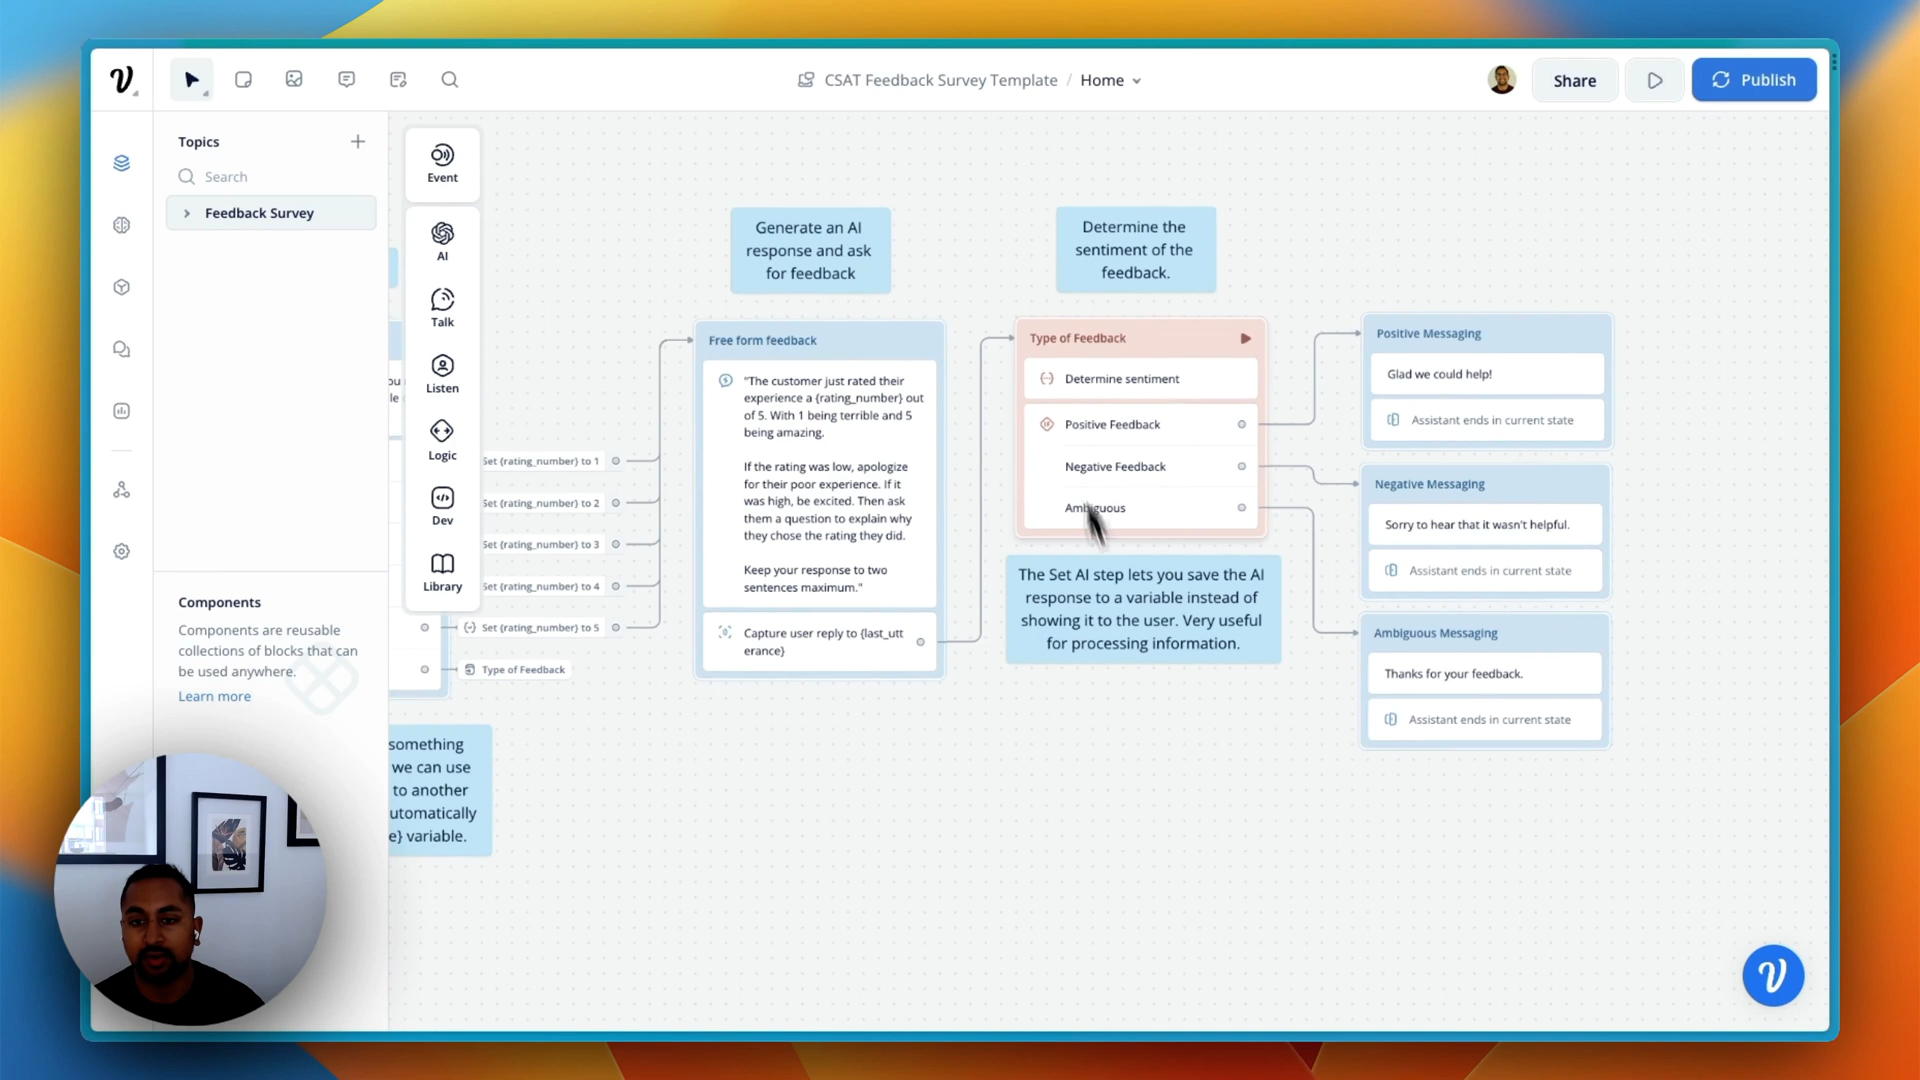 CSAT Feedback Survey Template / Home
Share
Publish
Topics
Search
Feedback Survey
Components
Components are reusable
collections of blocks that can
be used anywhere.
Learn more
Event
AI
Talk
Listen
Logic
Dev
Library
Set {rating_number} to 1
Set {rating_number} to 2
Set {rating_number} to 3
Set {rating_number} to 4
Set {rating_number} to 5
Type of Feedback
something
we can use
to another
utomatically
e} variable.
Generate an AI
response and ask
for feedback
Free form feedback
"The customer just rated their
experience a {rating_number} out
of 5. With 1 being terrible and 5
being amazing.
If the rating was low, apologize
for their poor experience. If it
was high, be excited. Then ask
them a question to explain why
they chose the rating they did.
Keep your response to two
sentences maximum."
Capture user reply to {last_utt
erance}
Determine the
sentiment of the
feedback.
Type of Feedback
Determine sentiment
Positive Feedback
Negative Feedback
Ambiguous
The Set AI step lets you save the AI
response to a variable instead of
showing it to the user. Very useful
for processing information.
Positive Messaging
Glad we could help!
Assistant ends in current state
Negative Messaging
Sorry to hear that it wasn't helpful.
Assistant ends in current state
Ambiguous Messaging
Thanks for your feedback.
Assistant ends in current state